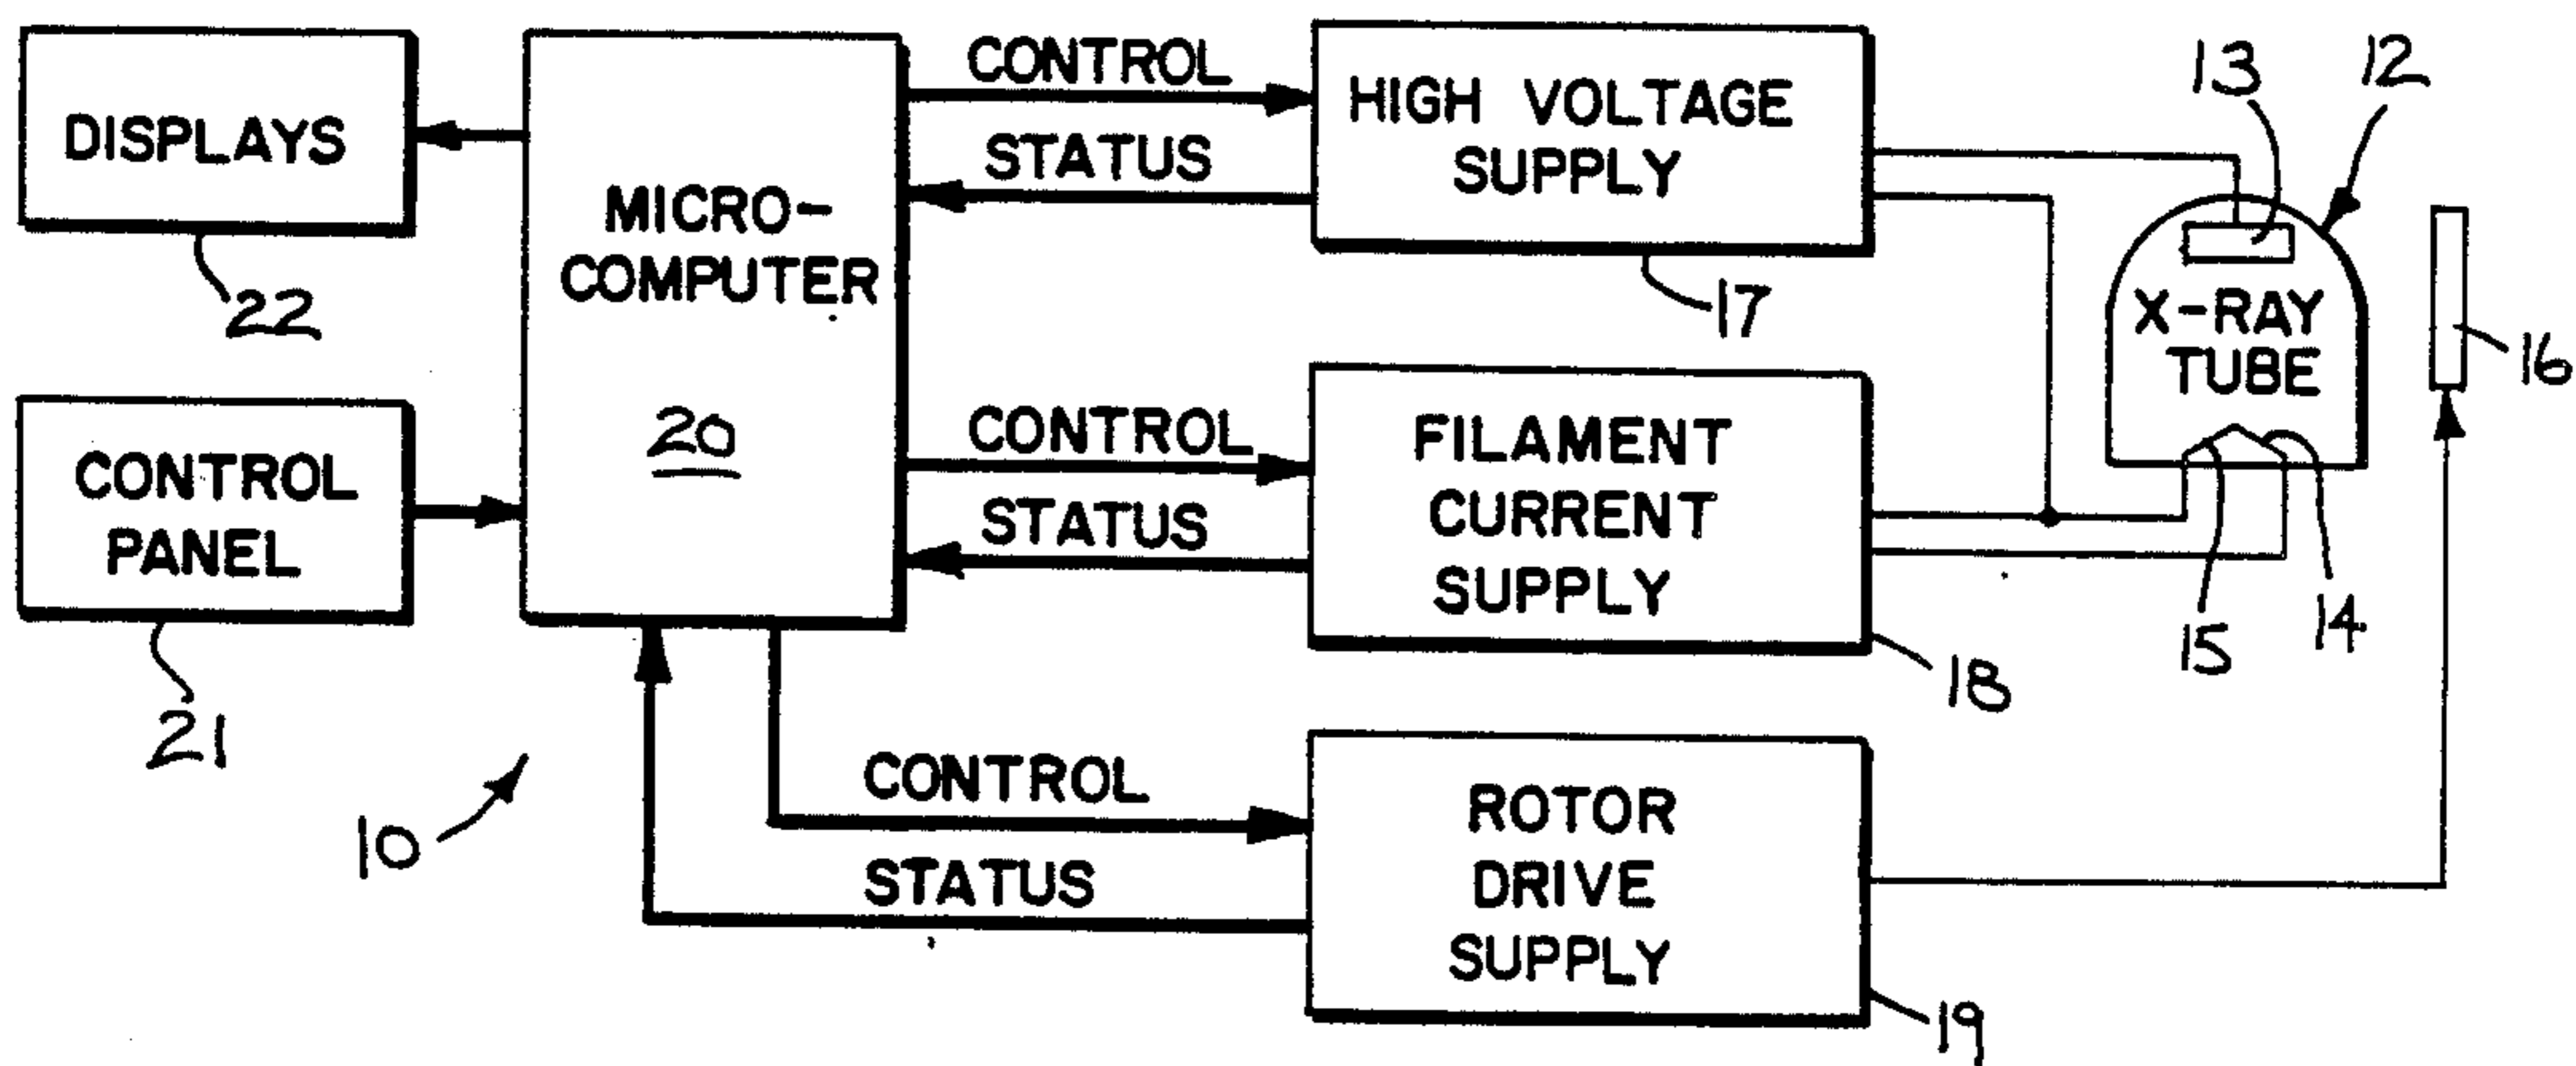 DISPLAYS
22
CONTROL
PANEL
21
10
MICRO-
COMPUTER
20
CONTROL
STATUS
HIGH VOLTAGE
SUPPLY
17
CONTROL
STATUS
FILAMENT
CURRENT
SUPPLY
18
CONTROL
STATUS
ROTOR
DRIVE
SUPPLY
19
13
12
X-RAY
TUBE
16
15
14